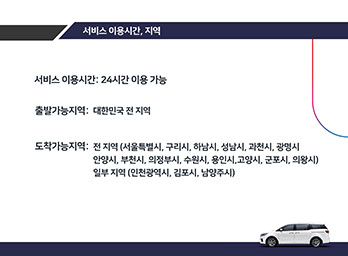 서비스 이용시간, 지역
서비스 이용시간: 24시간 이용 가능
출발가능지역: 대한민국 전 지역
도착가능지역: 전 지역 (서울특별시, 구리시, 하남시, 성남시, 과천시, 광명시
안양시, 부천시, 의정부시, 수원시, 용인시,고양시, 군포시, 의왕시)
일부 지역 (인천광역시, 김포시, 남양주시)